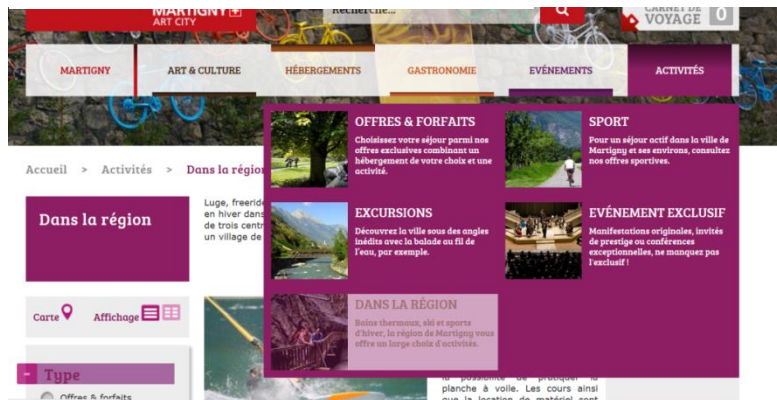 MARTIGNY
ART CITY
Recherche...
CARNET DE
VOYAGE 0
MARTIGNY
ART & CULTURE
HÉBERGEMENTS
GASTRONOMIE
EVÉNEMENTS
ACTIVITÉS
OFFRES & FORFAITS
Choisissez votre séjour parmi nos
offres exclusives combinant un
hébergement de votre choix et une
activité.
SPORT
Pour un séjour actif dans la ville de
Martigny et ses environs, consultez
nos offres sportives.
Accueil > Activités > Dans la région
Dans la région
Luge, freeride
en hiver dans
de trois centr
un village de
EXCURSIONS
Découvrez la ville sous des angles
inédits avec la balade au fil de
l'eau, par exemple.
EVÉNEMENT EXCLUSIF
Manifestations originales, invités
de prestige ou conférences
exceptionnelles, ne manquez pas
l'exclusif !
DANS LA RÉGION
Bains thermaux, ski et sports
d'hiver, la région de Martigny vous
offre un large choix d'activités.
Carte Affichage
- Type
Offres & forfaits
la possibilité de pratiquer la
planche à voile. Les cours ainsi
que la location de matériel sont